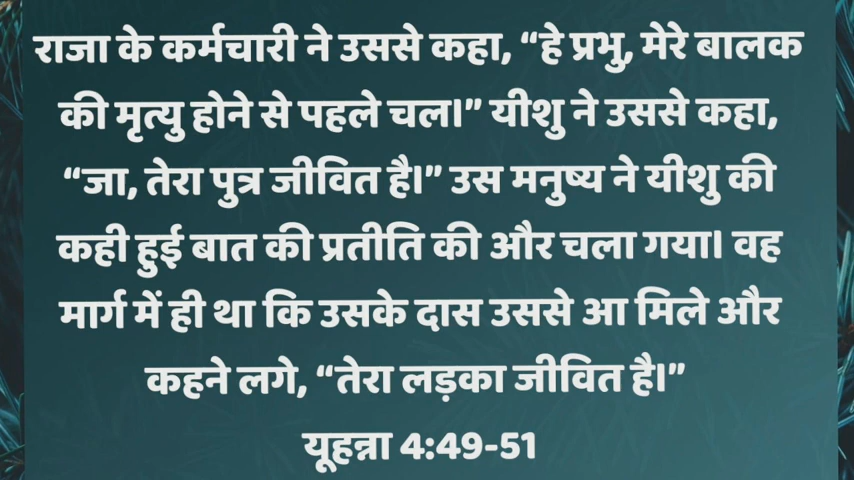 राजा के कर्मचारी ने उससे कहा, “हे प्रभु, मेरे बालक
की मृत्यु होने से पहले चल।” यीशु ने उससे कहा,
“जा, तेरा पुत्र जीवित है।” उस मनुष्य ने यीशु की
कही हुई बात की प्रतीति की और चला गया। वह
मार्ग में ही था कि उसके दास उससे आ मिले और
कहने लगे, “तेरा लड़का जीवित है।”
यूहन्ना 4:49-51